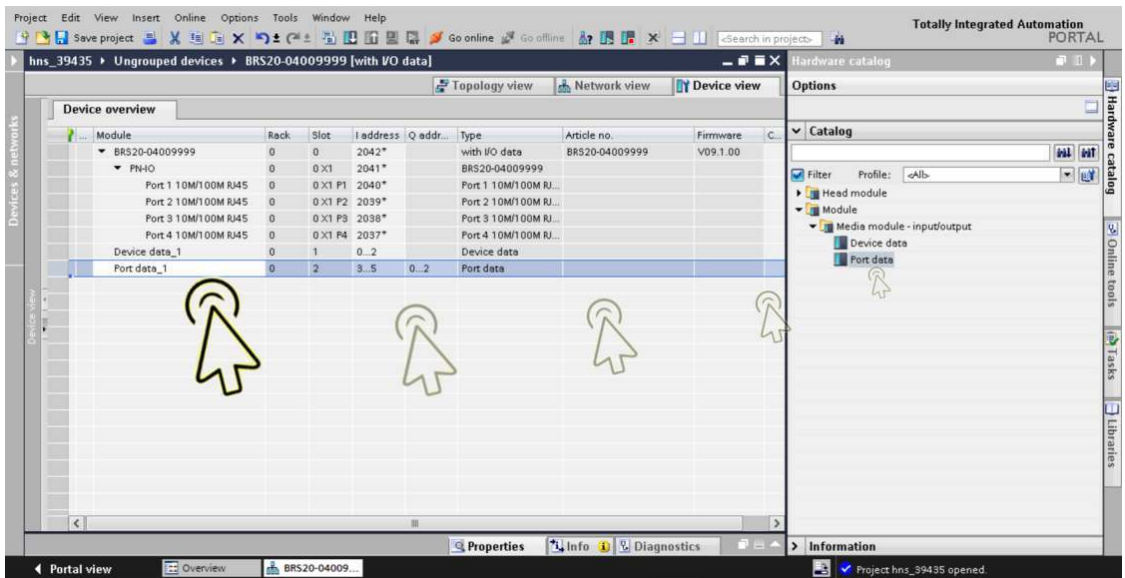 Project Edit View Insert Online Options Tools Window Help
Totally Integrated Automation
PORTAL
Save project Go online Go offline <Search in project>
hns_39435 ▸ Ungrouped devices ▸ BRS20-04009999 [with I/O data]
Hardware catalog
Topology view Network view Device view
Options
Device overview
... Module Rack Slot I address Q addr... Type Article no. Firmware C...
BRS20-04009999 0 0 2042* with I/O data BRS20-04009999 V09.1.00
PN-IO 0 0 X1 2041* BRS20-04009999
Port 1 10M/100M RJ45 0 0 X1 P1 2040* Port 1 10M/100M RJ...
Port 2 10M/100M RJ45 0 0 X1 P2 2039* Port 2 10M/100M RJ...
Port 3 10M/100M RJ45 0 0 X1 P3 2038* Port 3 10M/100M RJ...
Port 4 10M/100M RJ45 0 0 X1 P4 2037* Port 4 10M/100M RJ...
Device data_1 0 1 0...2 Device data
Port data_1 0 2 3...5 0...2 Port data
Catalog
Filter Profile: <All>
Head module
Module
Media module - input/output
Device data
Port data
Devices & networks
Device view
Hardware catalog
Online tools
Tasks
Libraries
Properties Info Diagnostics
Information
Portal view Overview BRS20-04009... Project hns_39435 opened.